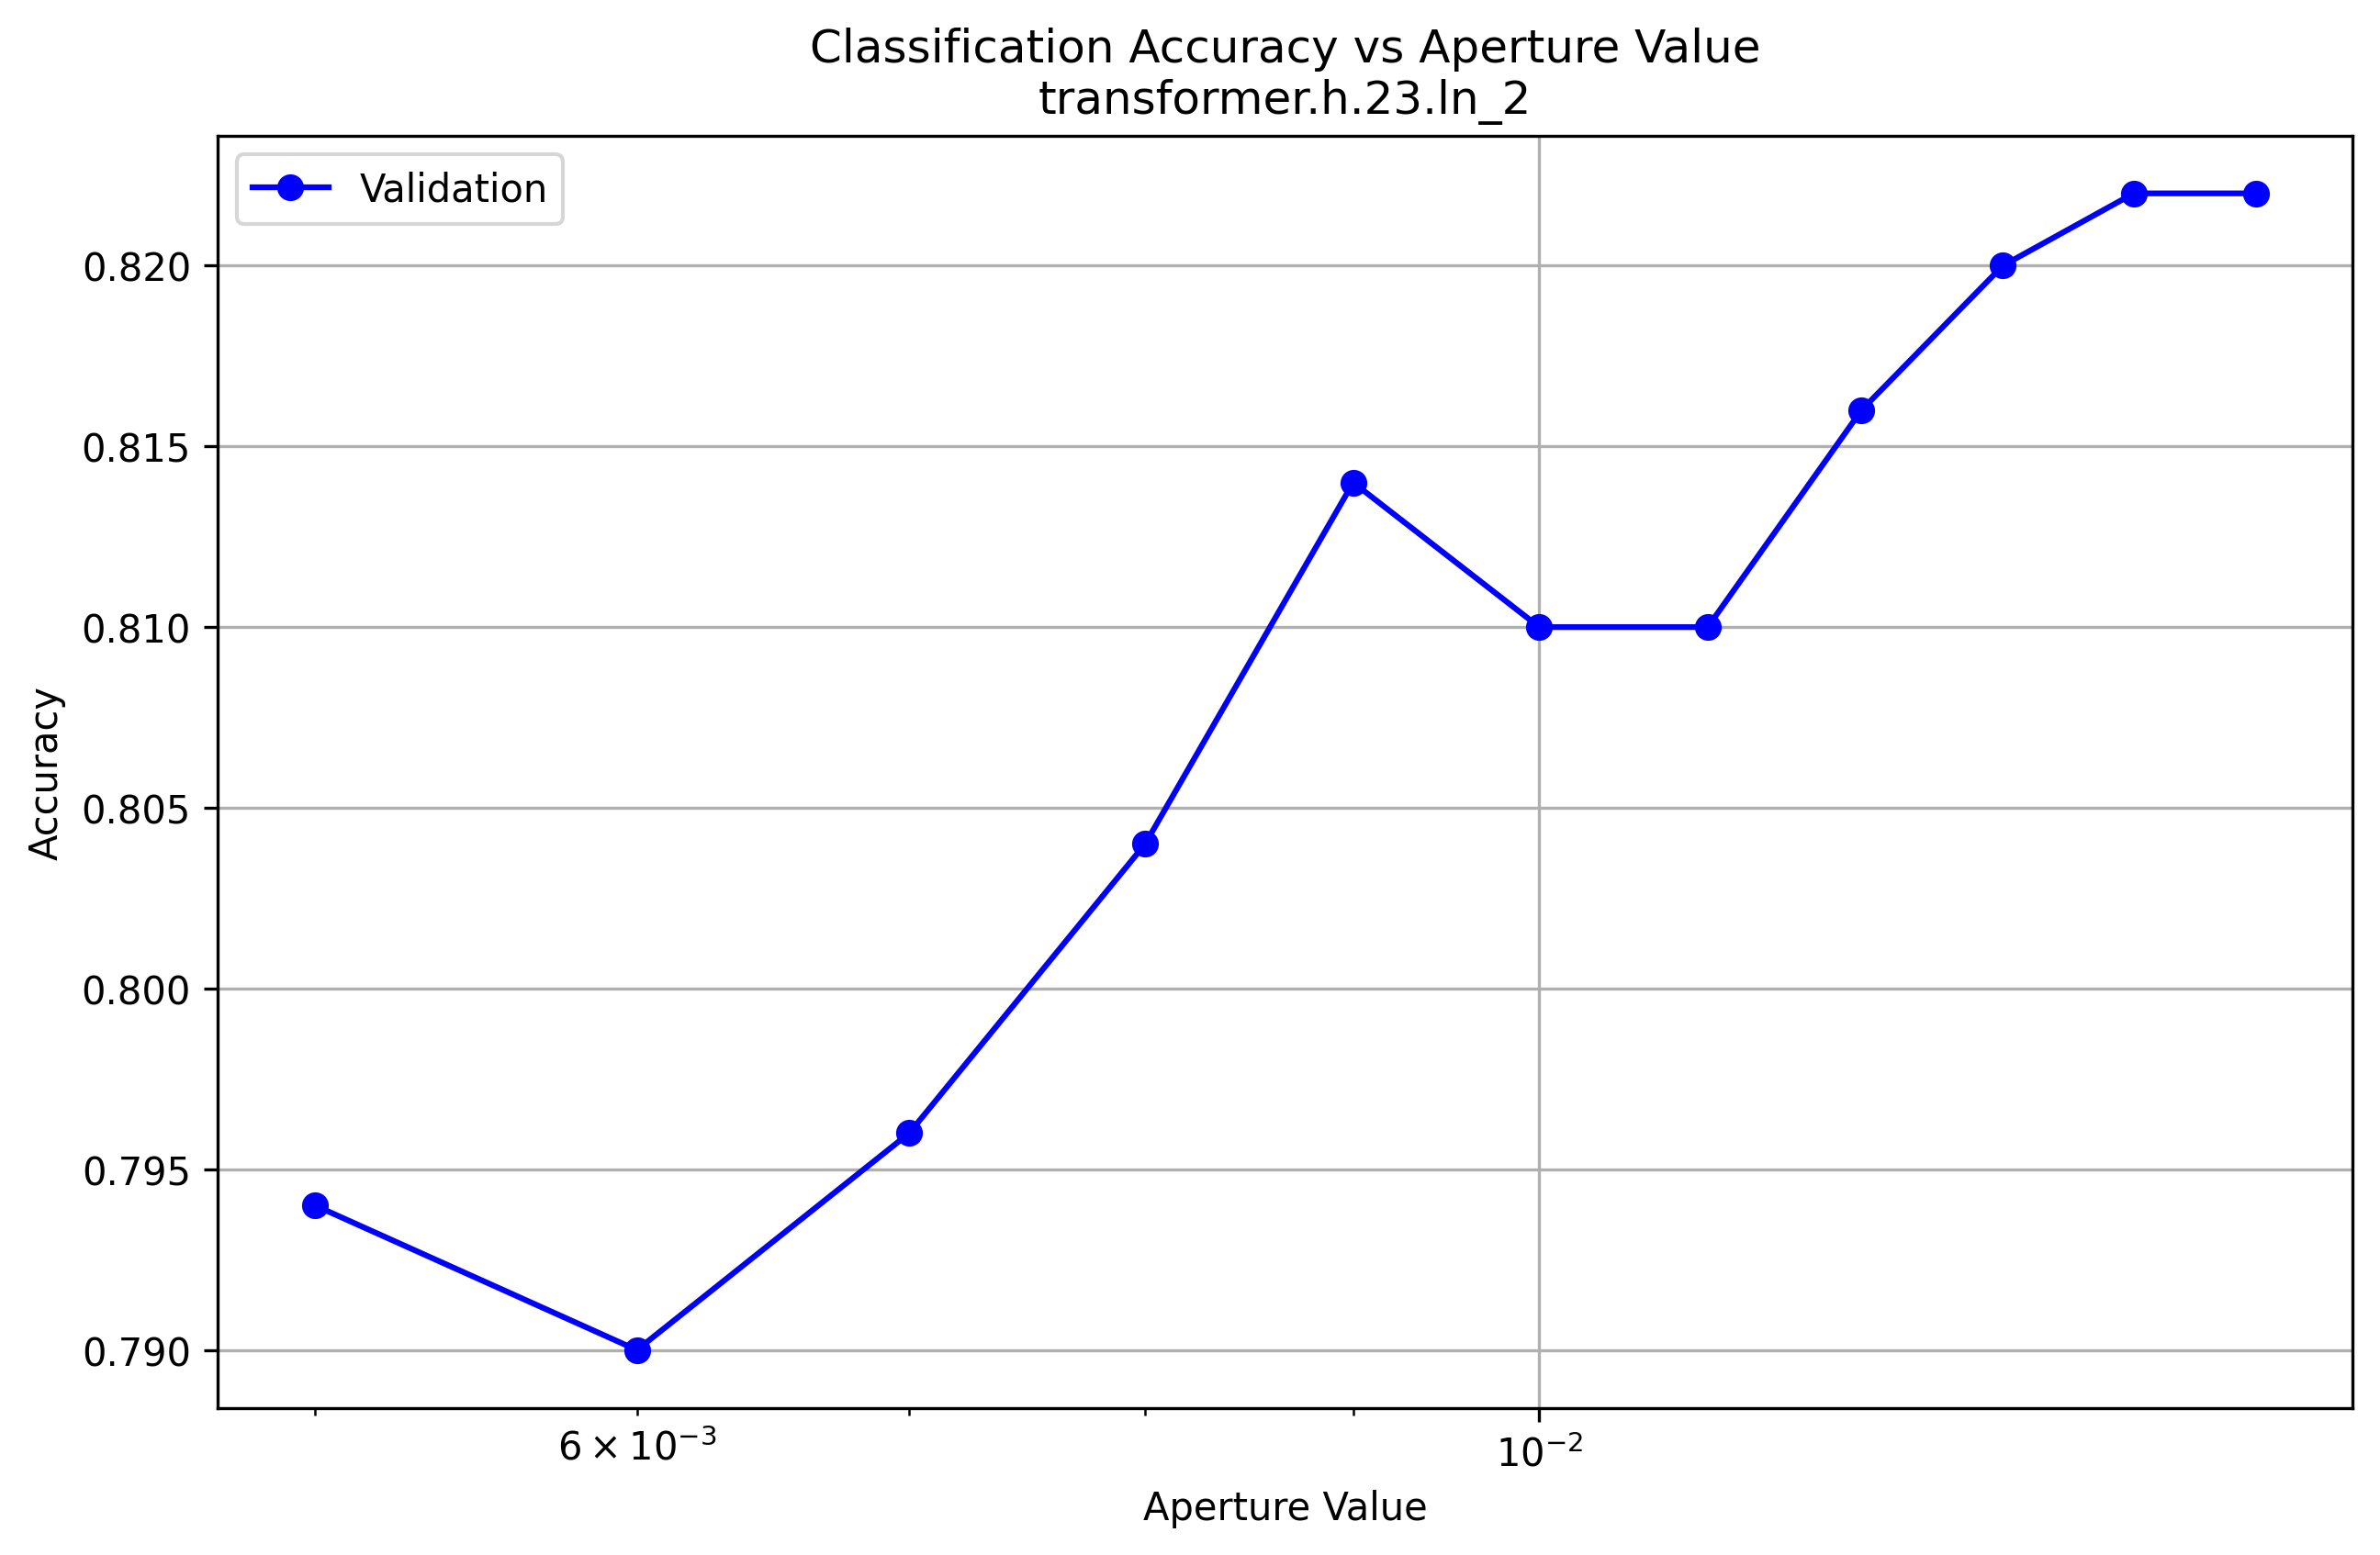 Classification Accuracy vs Aperture Value
transformer.h.23.ln_2
Validation
0.820
0.815
0.810
0.805
0.800
0.795
0.790
Accuracy
6 × 10⁻³
10⁻²
Aperture Value